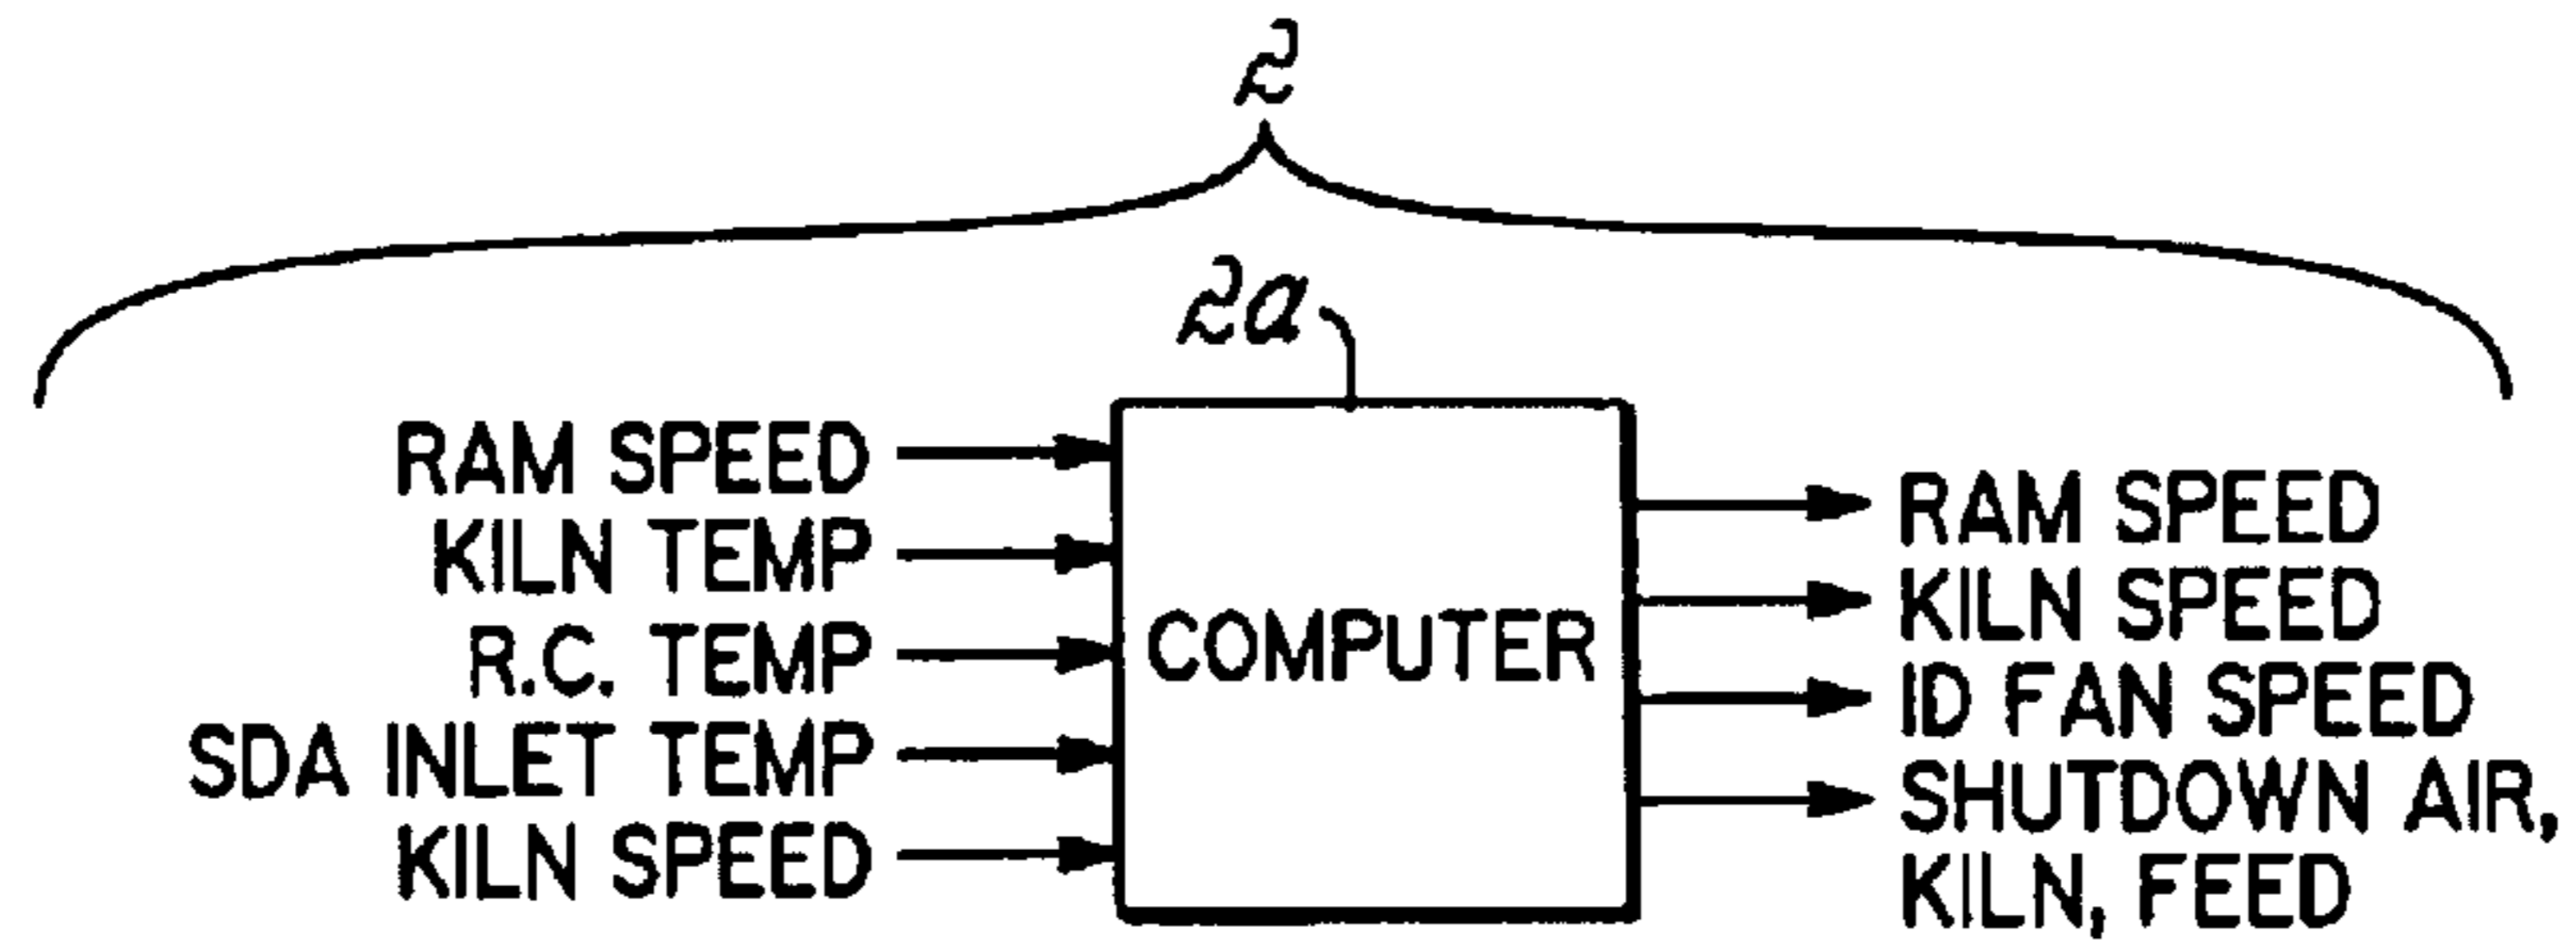 2
2a
RAM SPEED
KILN TEMP
R.C. TEMP
SDA INLET TEMP
KILN SPEED
COMPUTER
RAM SPEED
KILN SPEED
ID FAN SPEED
SHUTDOWN AIR,
KILN, FEED